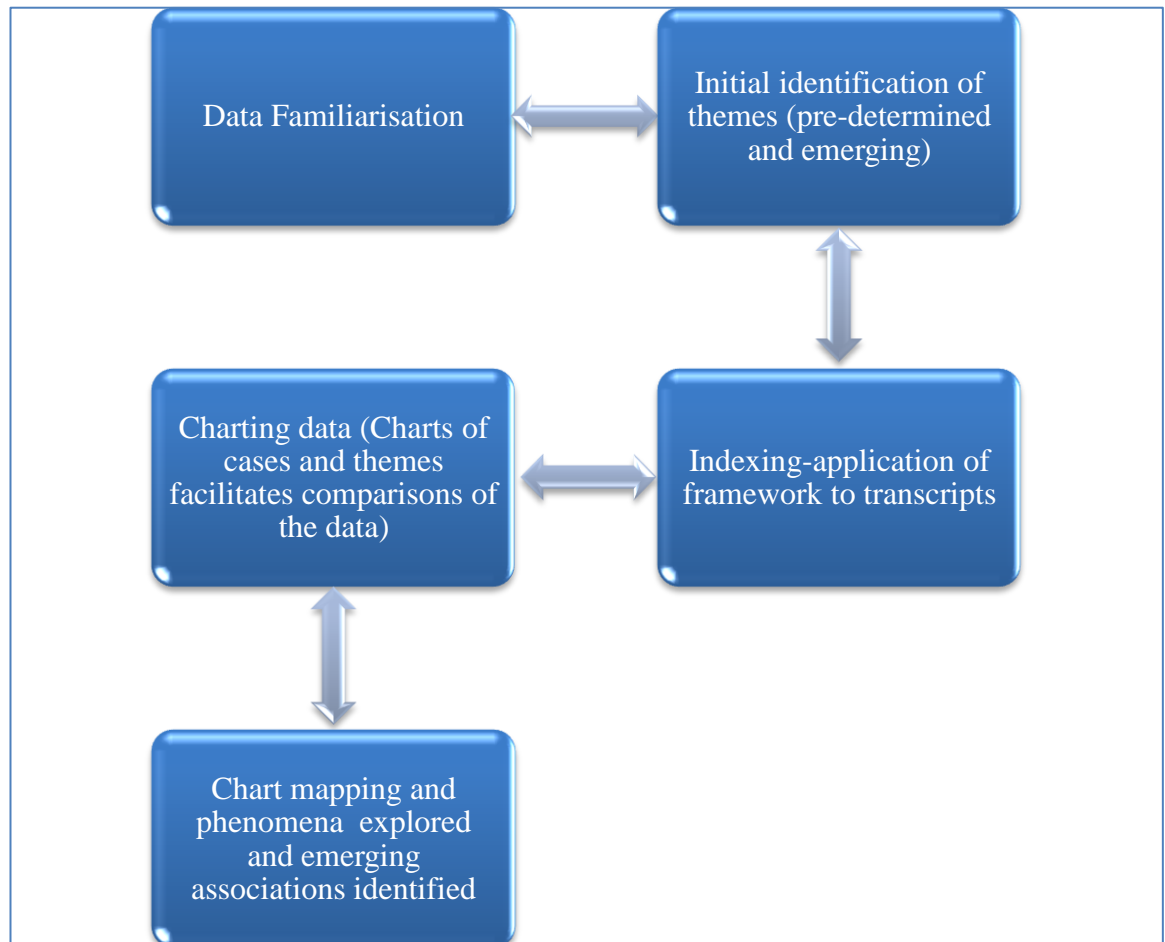 Data Familiarisation
Initial identification of
themes (pre-determined
and emerging)
Indexing-application of
framework to transcripts
Charting data (Charts of
cases and themes
facilitates comparisons of
the data)
Chart mapping and
phenomena  explored
and emerging
associations identified